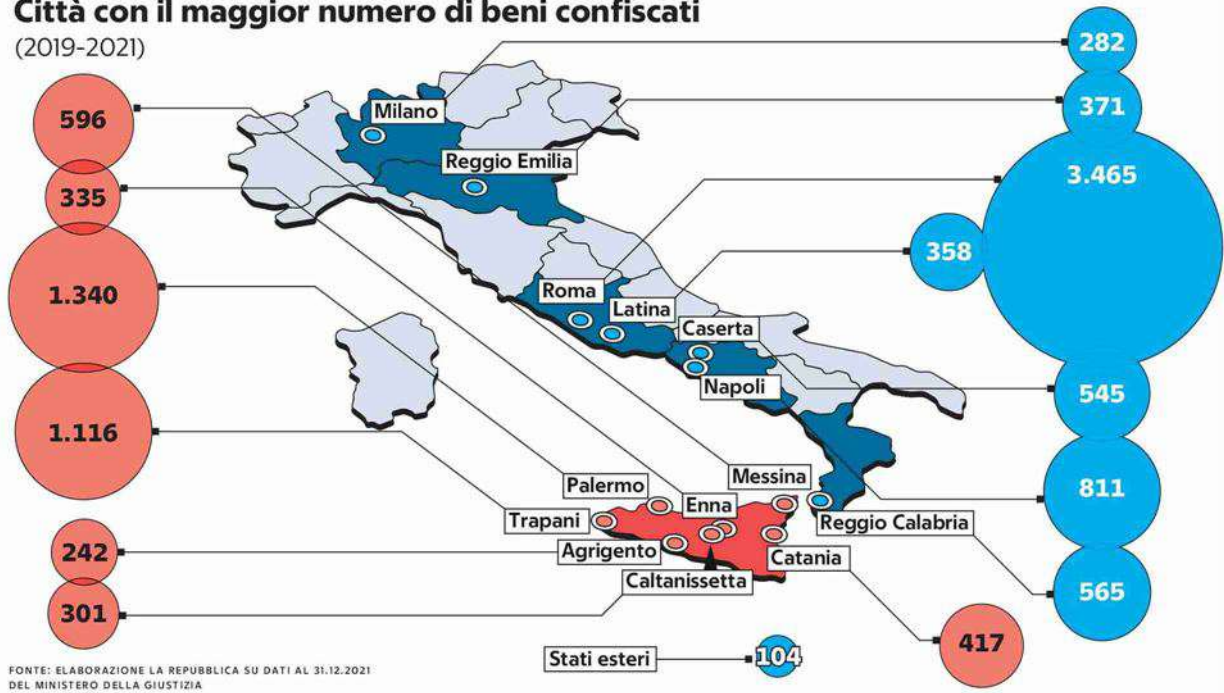 Città con il maggior numero di beni confiscati
(2019-2021)
596
335
1.340
1.116
242
301
Milano
Reggio Emilia
Roma
Latina
Caserta
Napoli
Messina
Palermo
Enna
Trapani
Reggio Calabria
Agrigento
Catania
Caltanissetta
Stati esteri
104
282
371
3.465
358
545
811
565
417
FONTE: ELABORAZIONE LA REPUBBLICA SU DATI AL 31.12.2021
DEL MINISTERO DELLA GIUSTIZIA